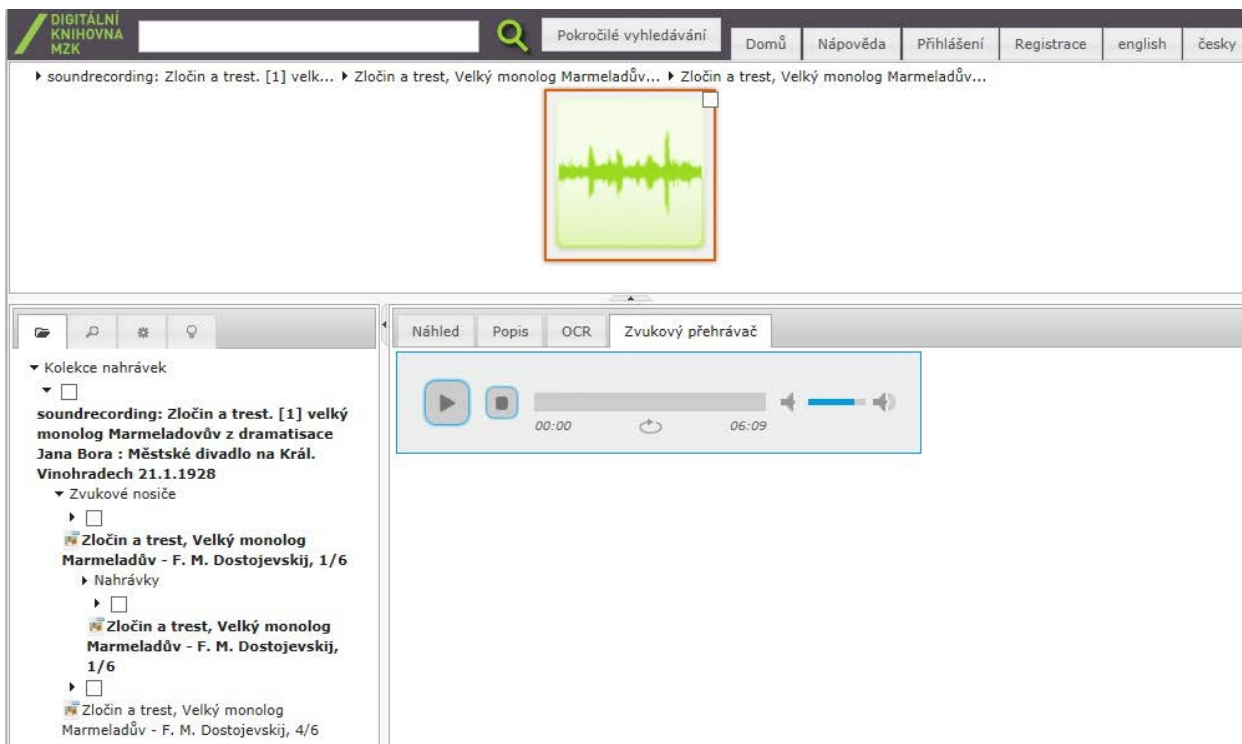 DIGITÁLNÍ
KNIHOVNA
MZK
Pokročilé vyhledávání
Domů
Nápověda
Přihlášení
Registrace
english
česky
soundrecording: Zločin a trest. [1] velk... Zločin a trest, Velký monolog Marmeladův... Zločin a trest, Velký monolog Marmeladův...
Kolekce nahrávek
soundrecording: Zločin a trest. [1] velký
monolog Marmeladovův z dramatisace
Jana Bora : Městské divadlo na Král.
Vinohradech 21.1.1928
Zvukové nosiče
Zločin a trest, Velký monolog
Marmeladův - F. M. Dostojevskij, 1/6
Nahrávky
Zločin a trest, Velký monolog
Marmeladův - F. M. Dostojevskij,
1/6
Zločin a trest, Velký monolog
Marmeladův - F. M. Dostojevskij, 4/6
Náhled
Popis
OCR
Zvukový přehrávač
00:00
06:09